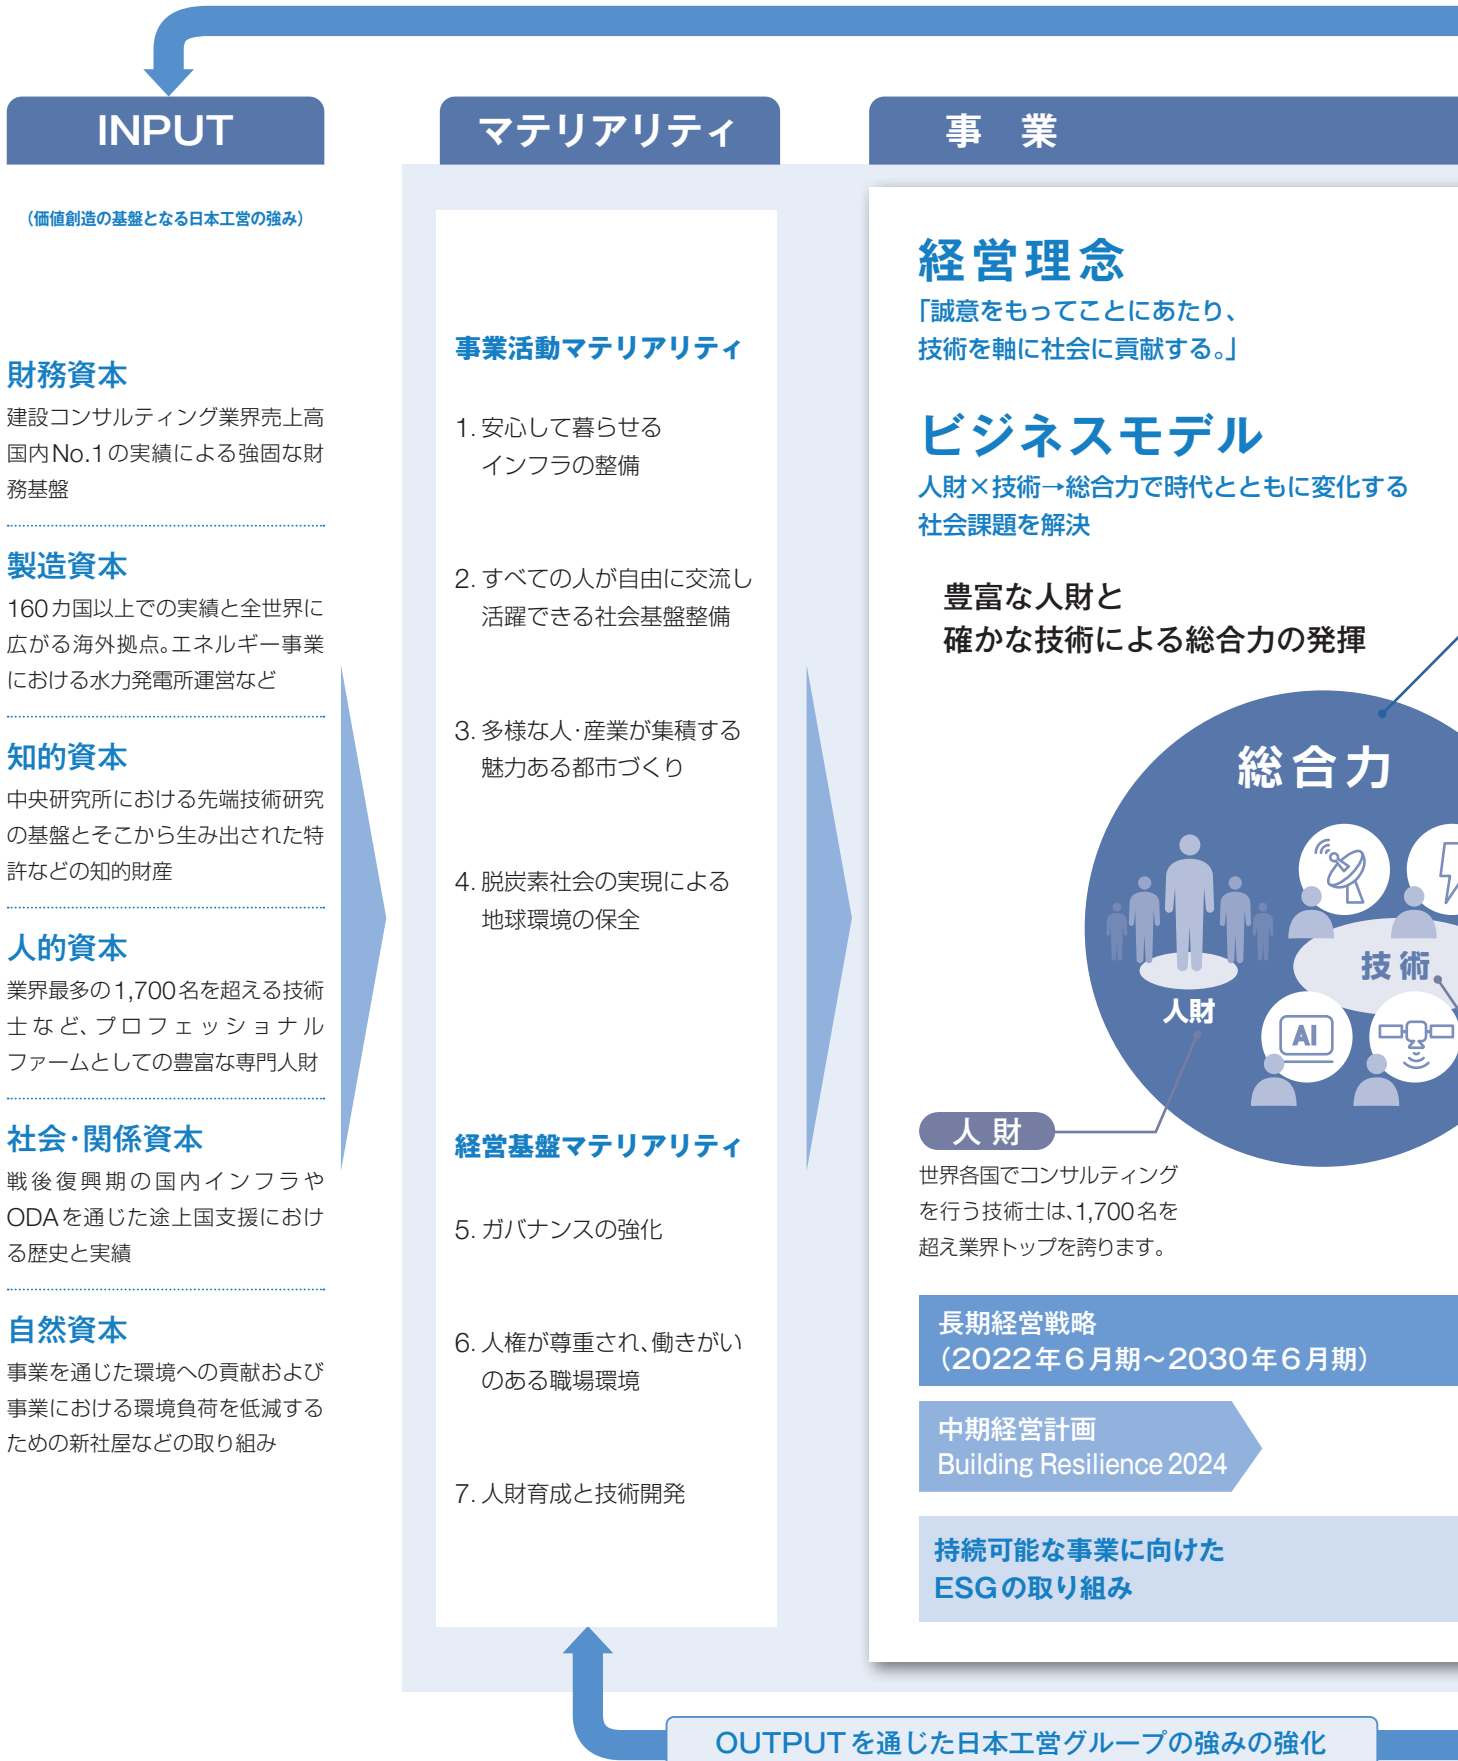 INPUT
（価値創造の基盤となる日本工営の強み）
財務資本
建設コンサルティング業界売上高
国内No.1の実績による強固な財
務基盤
製造資本
160カ国以上での実績と全世界に
広がる海外拠点。エネルギー事業
における水力発電所運営など
知的資本
中央研究所における先端技術研究
の基盤とそこから生み出された特
許などの知的財産
人的資本
業界最多の1,700名を超える技術
士など、プロフェッショナル
ファームとしての豊富な専門人財
社会・関係資本
戦後復興期の国内インフラや
ODAを通じた途上国支援におけ
る歴史と実績
自然資本
事業を通じた環境への貢献および
事業における環境負荷を低減する
ための新社屋などの取り組み
マテリアリティ
事業活動マテリアリティ
1. 安心して暮らせる
インフラの整備
2. すべての人が自由に交流し
活躍できる社会基盤整備
3. 多様な人・産業が集積する
魅力ある都市づくり
4. 脱炭素社会の実現による
地球環境の保全
経営基盤マテリアリティ
5. ガバナンスの強化
6. 人権が尊重され、働きがい
のある職場環境
7. 人財育成と技術開発
事 業
経営理念
「誠意をもってことにあたり、
技術を軸に社会に貢献する。」
ビジネスモデル
人財×技術→総合力で時代とともに変化する
社会課題を解決
豊富な人財と
確かな技術による総合力の発揮
総合力
技術
人財
AI
人財
世界各国でコンサルティング
を行う技術士は、1,700名を
超え業界トップを誇ります。
長期経営戦略
（2022年6月期～2030年6月期）
中期経営計画
Building Resilience 2024
持続可能な事業に向けた
ESGの取り組み
OUTPUTを通じた日本工営グループの強みの強化